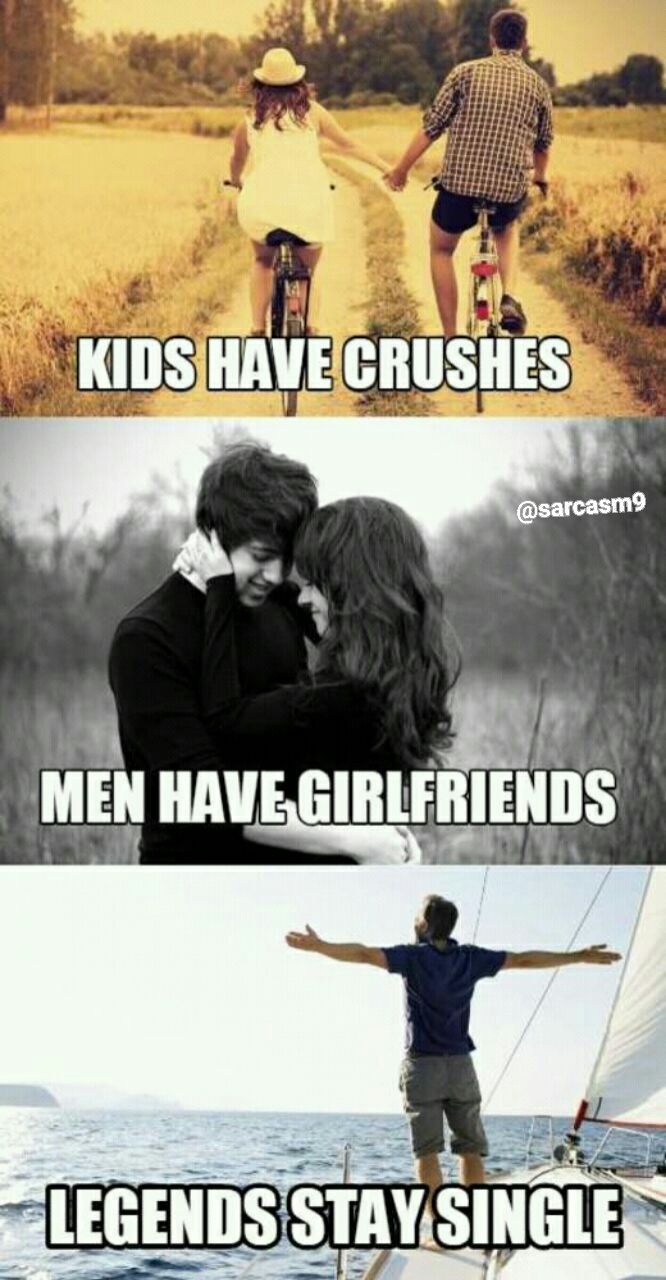 KIDS HAVE CRUSHES
@sarcasm9
MEN HAVE GIRLFRIENDS
LEGENDS STAY SINGLE